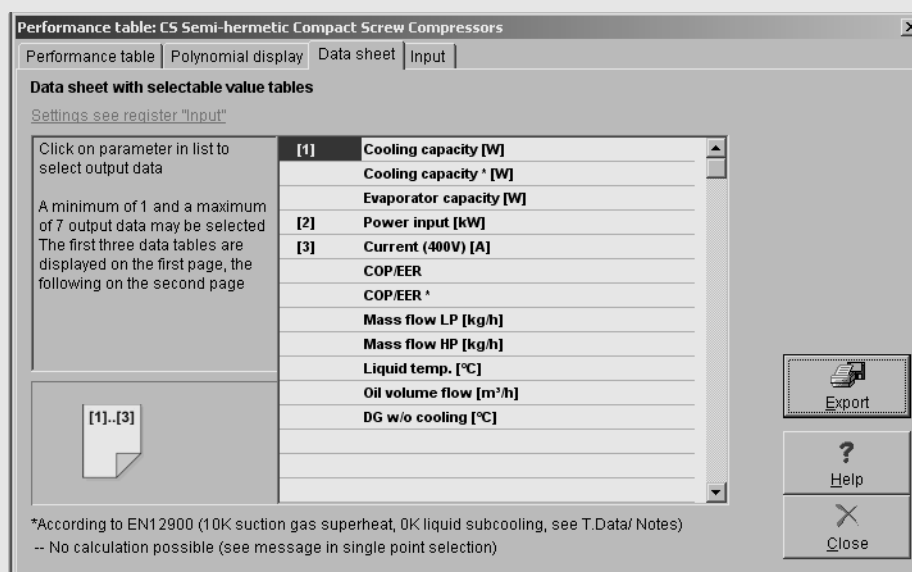 Performance table: CS Semi-hermetic Compact Screw Compressors
Performance table
Polynomial display
Data sheet
Input
Data sheet with selectable value tables
Settings see register "Input"
Click on parameter in list to
select output data
A minimum of 1 and a maximum
of 7 output data may be selected
The first three data tables are
displayed on the first page, the
following on the second page
[1] Cooling capacity [W]
Cooling capacity * [W]
Evaporator capacity [W]
[2] Power input [kW]
[3] Current (400V) [A]
COP/EER
COP/EER *
Mass flow LP [kg/h]
Mass flow HP [kg/h]
Liquid temp. [°C]
Oil volume flow [m³/h]
DG w/o cooling [°C]
[1]..[3]
Export
?
Help
Close
*According to EN12900 (10K suction gas superheat, 0K liquid subcooling, see T.Data/ Notes)
-- No calculation possible (see message in single point selection)